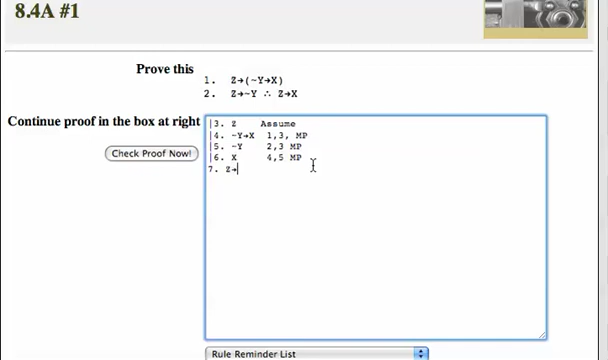 8.4A #1
Prove this
1. Z→(~Y→X)
2. Z→~Y ∴ Z→X
Continue proof in the box at right
|3. Z Assume
|4. ~Y→X 1,3, MP
|5. ~Y 2,3 MP
|6. X 4,5 MP
7. Z→
Check Proof Now!
Rule Reminder List